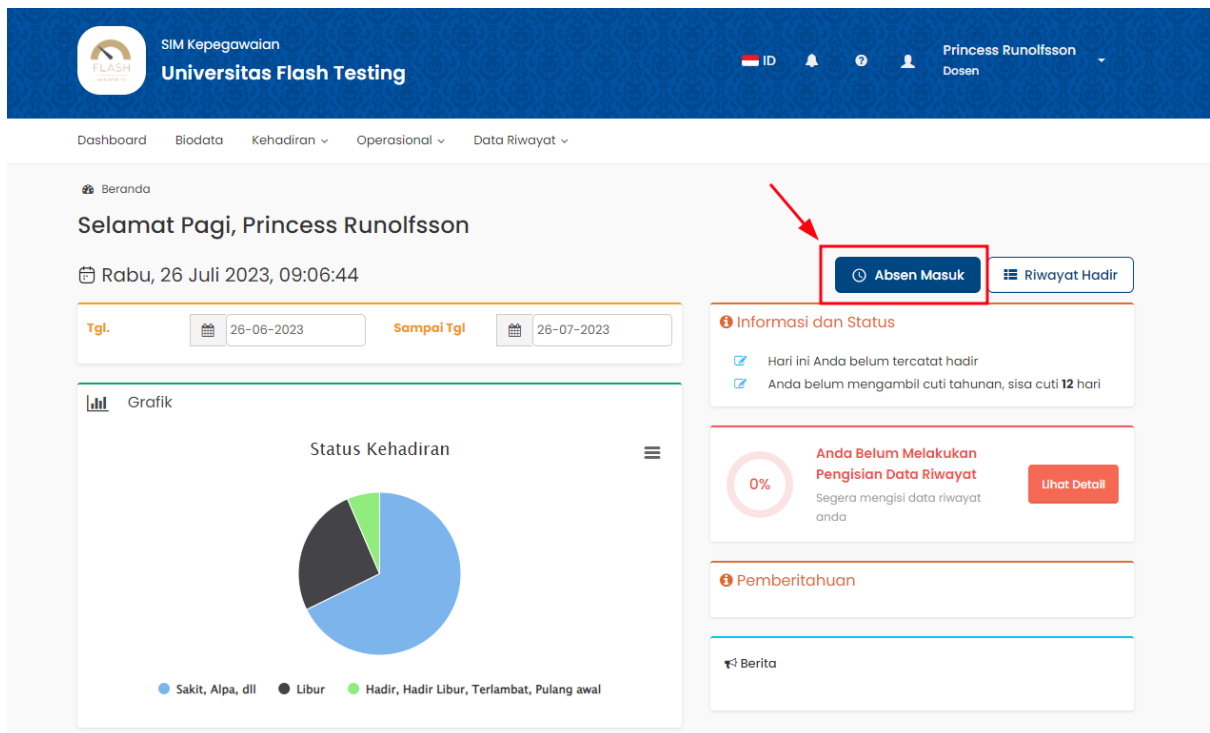 FLASH
SIM Kepegawaian
Universitas Flash Testing
ID
Princess Runolfsson
Dosen
Dashboard Biodata Kehadiran Operasional Data Riwayat
Beranda
Selamat Pagi, Princess Runolfsson
Rabu, 26 Juli 2023, 09:06:44
Absen Masuk Riwayat Hadir
Tgl. 26-06-2023 Sampai Tgl 26-07-2023
Informasi dan Status
Hari ini Anda belum tercatat hadir
Anda belum mengambil cuti tahunan, sisa cuti 12 hari
Grafik
Status Kehadiran
Sakit, Alpa, dll Libur Hadir, Hadir Libur, Terlambat, Pulang awal
0%
Anda Belum Melakukan
Pengisian Data Riwayat
Segera mengisi data riwayat
anda
Lihat Detail
Pemberitahuan
Berita